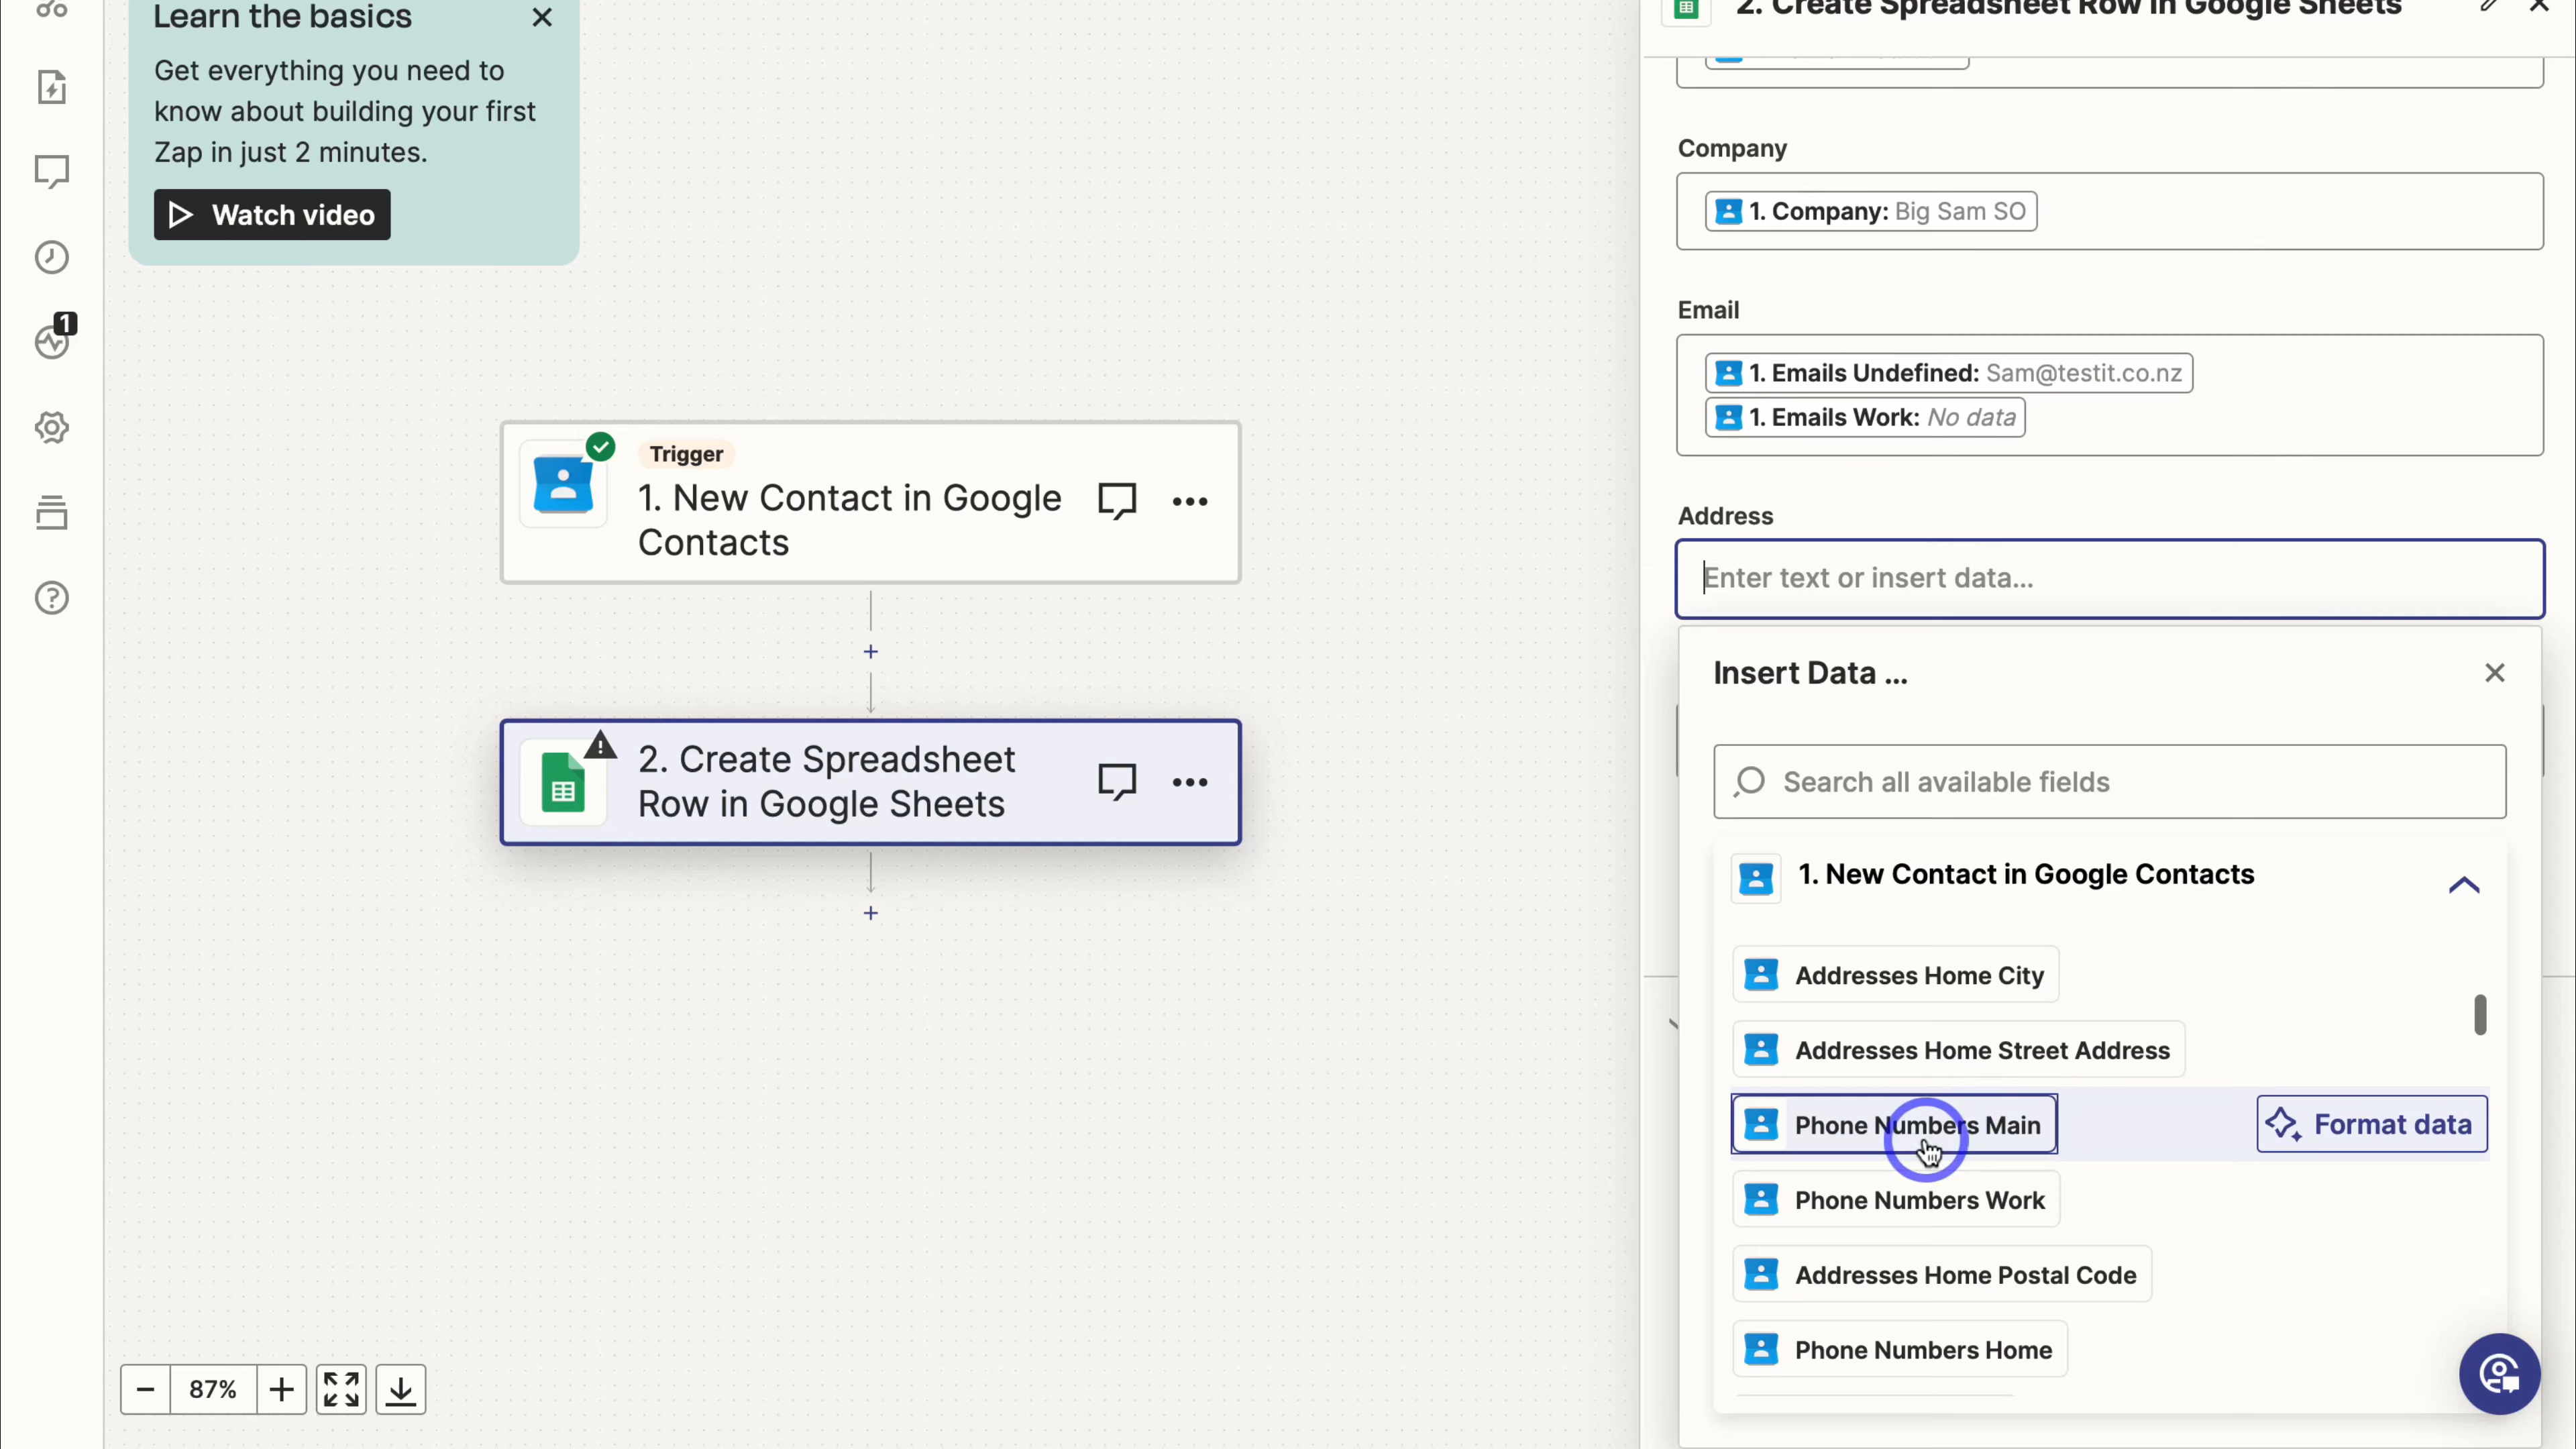 Learn the basics
Get everything you need to
know about building your first
Zap in just 2 minutes.
Watch video
1
Trigger
1. New Contact in Google
Contacts
2. Create Spreadsheet
Row in Google Sheets
87%
2. Create Spreadsheet Row in Google Sheets
Company
1. Company: Big Sam SO
Email
1. Emails Undefined: Sam@testit.co.nz
1. Emails Work: No data
Address
Enter text or insert data...
Insert Data ...
Search all available fields
1. New Contact in Google Contacts
Addresses Home City
Addresses Home Street Address
Phone Numbers Main
Format data
Phone Numbers Work
Addresses Home Postal Code
Phone Numbers Home